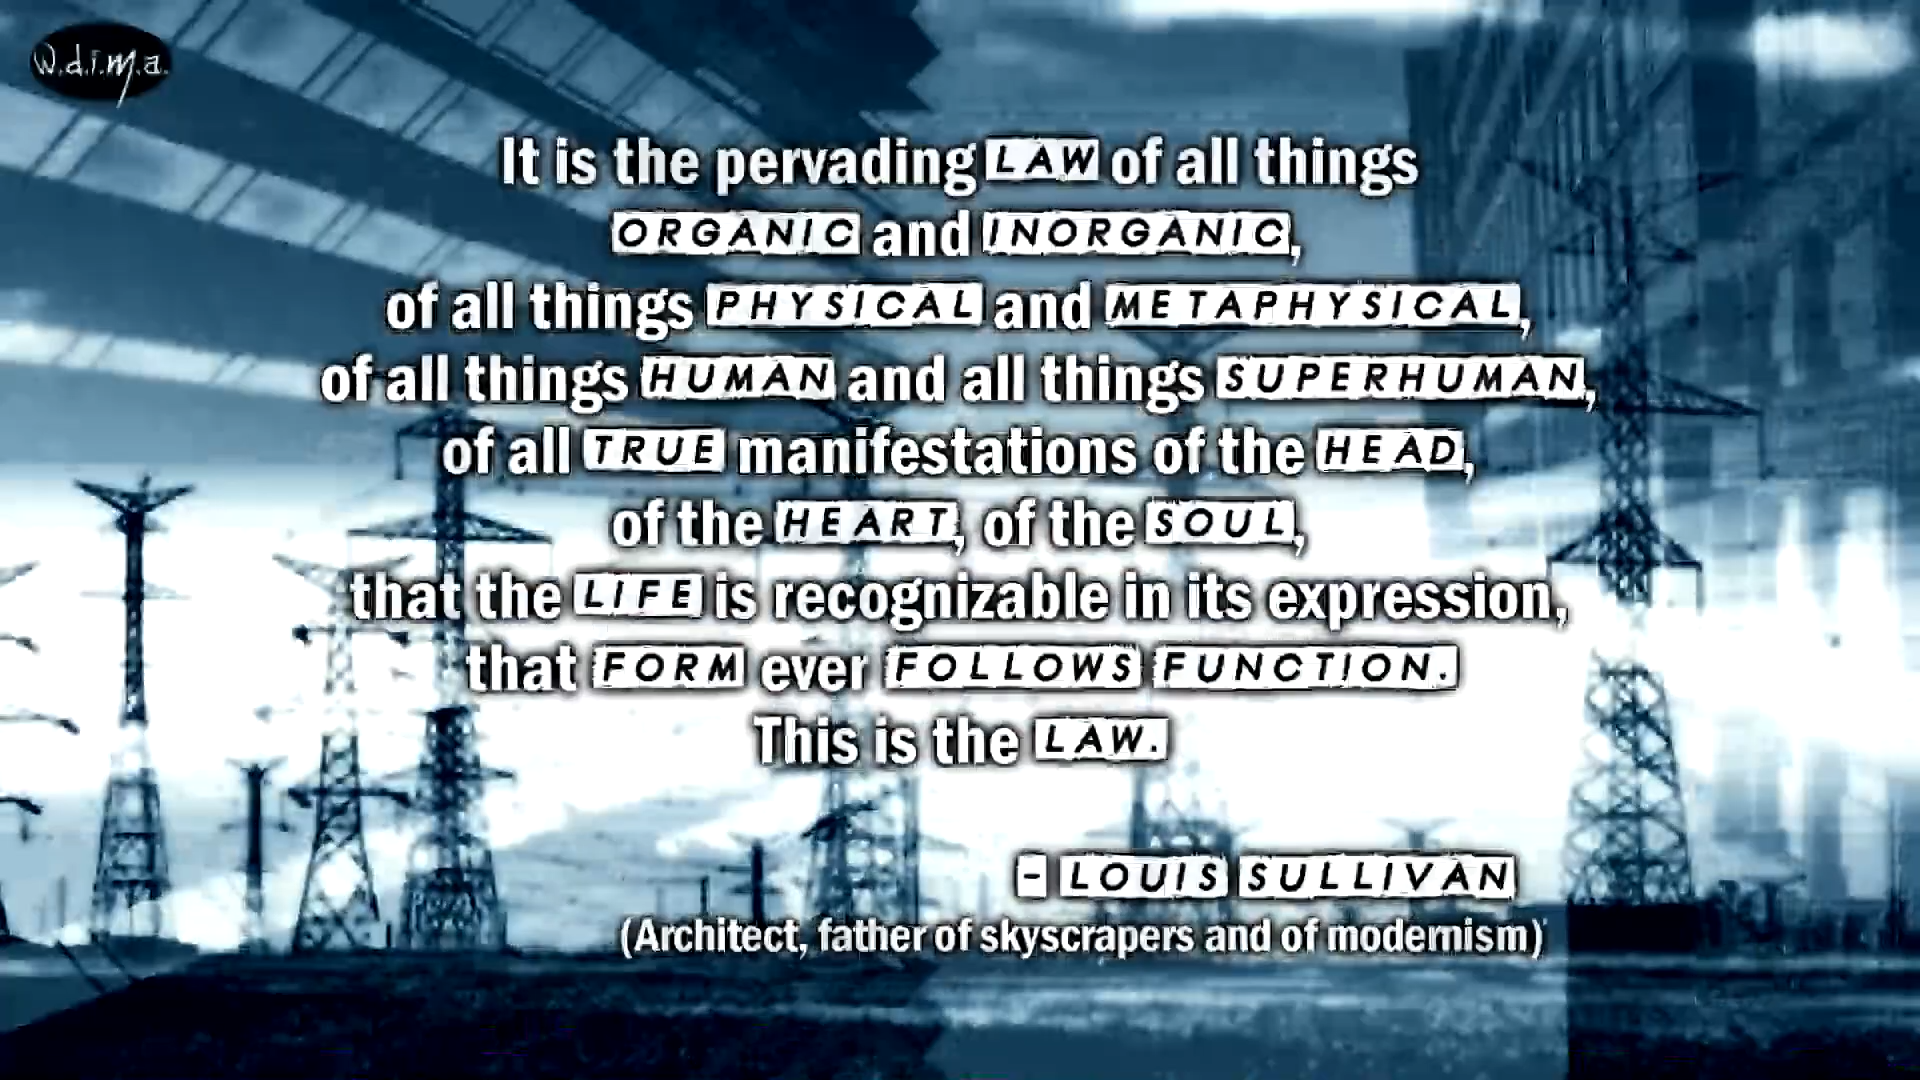 W.d.i.m.a.
It is the pervading LAW of all things
ORGANIC and INORGANIC,
of all things PHYSICAL and METAPHYSICAL,
of all things HUMAN and all things SUPERHUMAN,
of all TRUE manifestations of the HEAD,
of the HEART, of the SOUL,
that the LIFE is recognizable in its expression,
that FORM ever FOLLOWS FUNCTION.
This is the LAW.
- LOUIS SULLIVAN
(Architect, father of skyscrapers and of modernism)